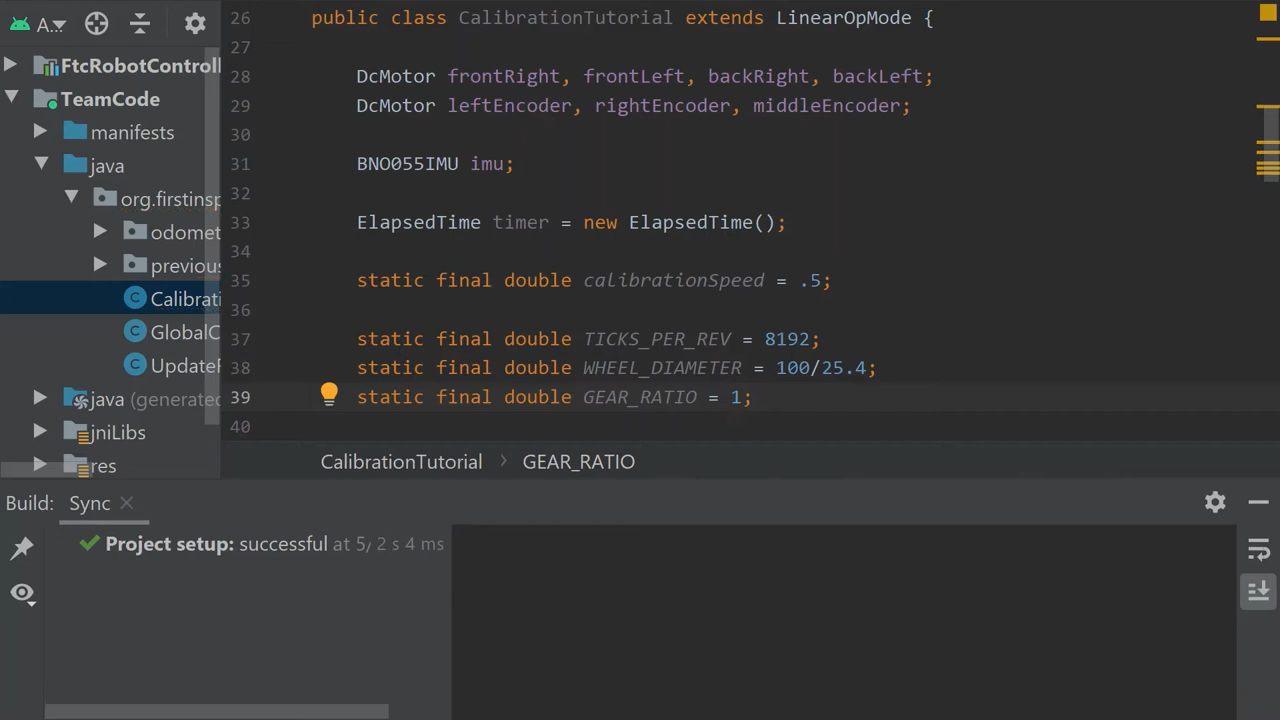 A...
FtcRobotControll
TeamCode
manifests
java
org.firstinsp
odomet
previous
Calibrati
GlobalC
UpdateP
java (generated
jniLibs
res
26 public class CalibrationTutorial extends LinearOpMode {
27
28 DcMotor frontRight, frontLeft, backRight, backLeft;
29 DcMotor leftEncoder, rightEncoder, middleEncoder;
30
31 BNO055IMU imu;
32
33 ElapsedTime timer = new ElapsedTime();
34
35 static final double calibrationSpeed = .5;
36
37 static final double TICKS_PER_REV = 8192;
38 static final double WHEEL_DIAMETER = 100/25.4;
39 static final double GEAR_RATIO = 1;
40
CalibrationTutorial > GEAR_RATIO
Build: Sync ×
Project setup: successful at 5/ 2 s 4 ms